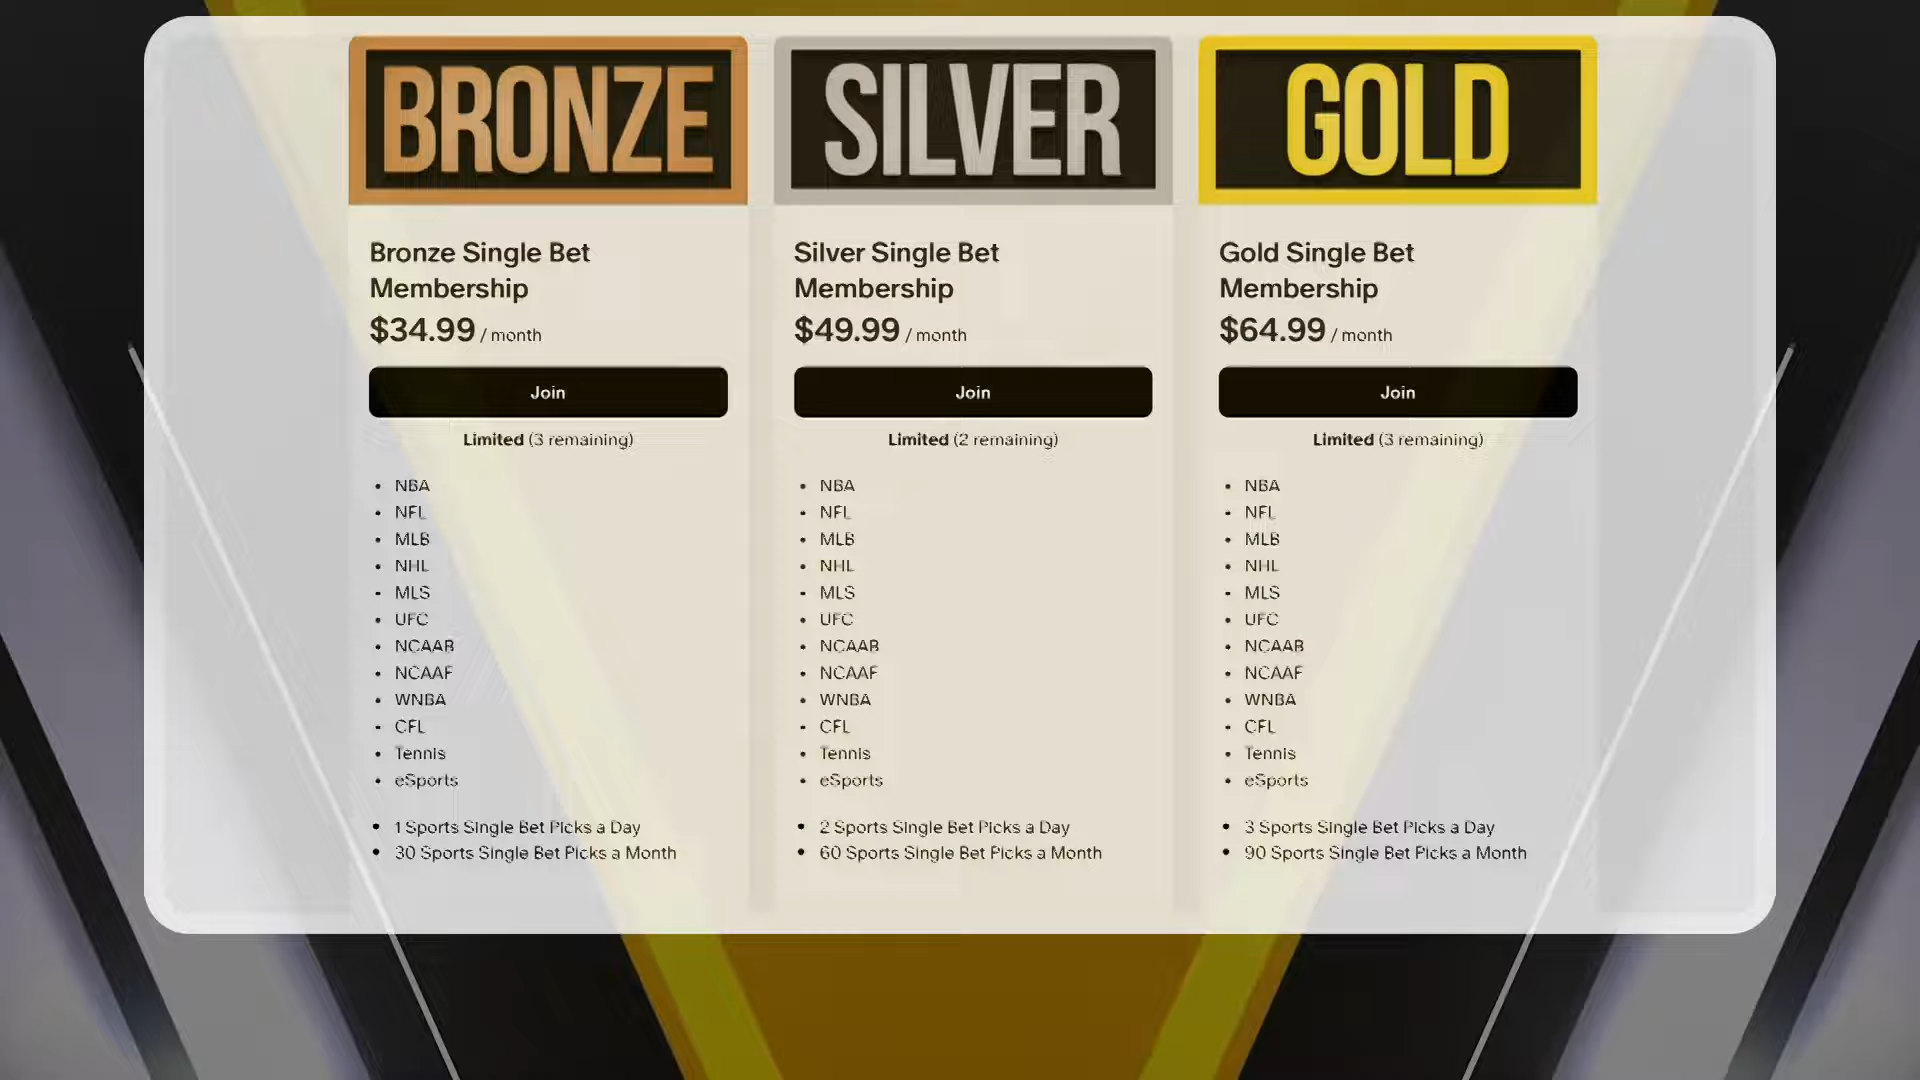 BRONZE
Bronze Single Bet
Membership
$34.99 / month
Join
Limited (3 remaining)
• NBA
• NFL
• MLB
• NHL
• MLS
• UFC
• NCAAB
• NCAAF
• WNBA
• CFL
• Tennis
• eSports
• 1 Sports Single Bet Picks a Day
• 30 Sports Single Bet Picks a Month
SILVER
Silver Single Bet
Membership
$49.99 / month
Join
Limited (2 remaining)
• NBA
• NFL
• MLB
• NHL
• MLS
• UFC
• NCAAB
• NCAAF
• WNBA
• CFL
• Tennis
• eSports
• 2 Sports Single Bet Picks a Day
• 60 Sports Single Bet Picks a Month
GOLD
Gold Single Bet
Membership
$64.99 / month
Join
Limited (3 remaining)
• NBA
• NFL
• MLB
• NHL
• MLS
• UFC
• NCAAB
• NCAAF
• WNBA
• CFL
• Tennis
• eSports
• 3 Sports Single Bet Picks a Day
• 90 Sports Single Bet Picks a Month